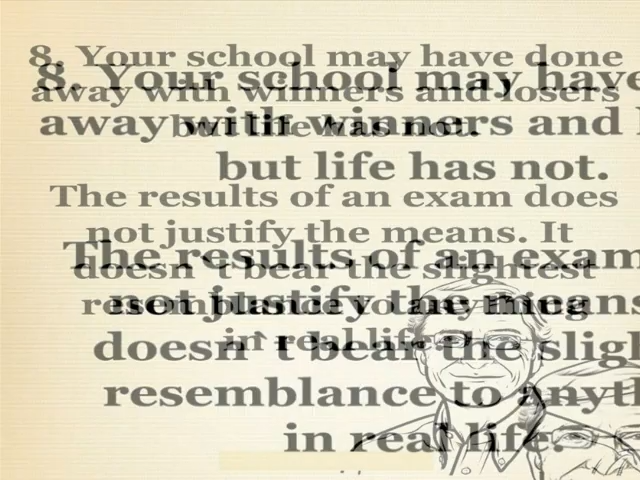 8. Your school may have done
away with winners and losers
but life has not.
The results of an exam does
not justify the means. It
doesn`t bear the slightest
resemblance to anything
in real life.
8. Your school may have
away with winners and
but life has not.
The results of an exam
not justify the means
doesn`t bear the sligh
resemblance to anyth
in real life.